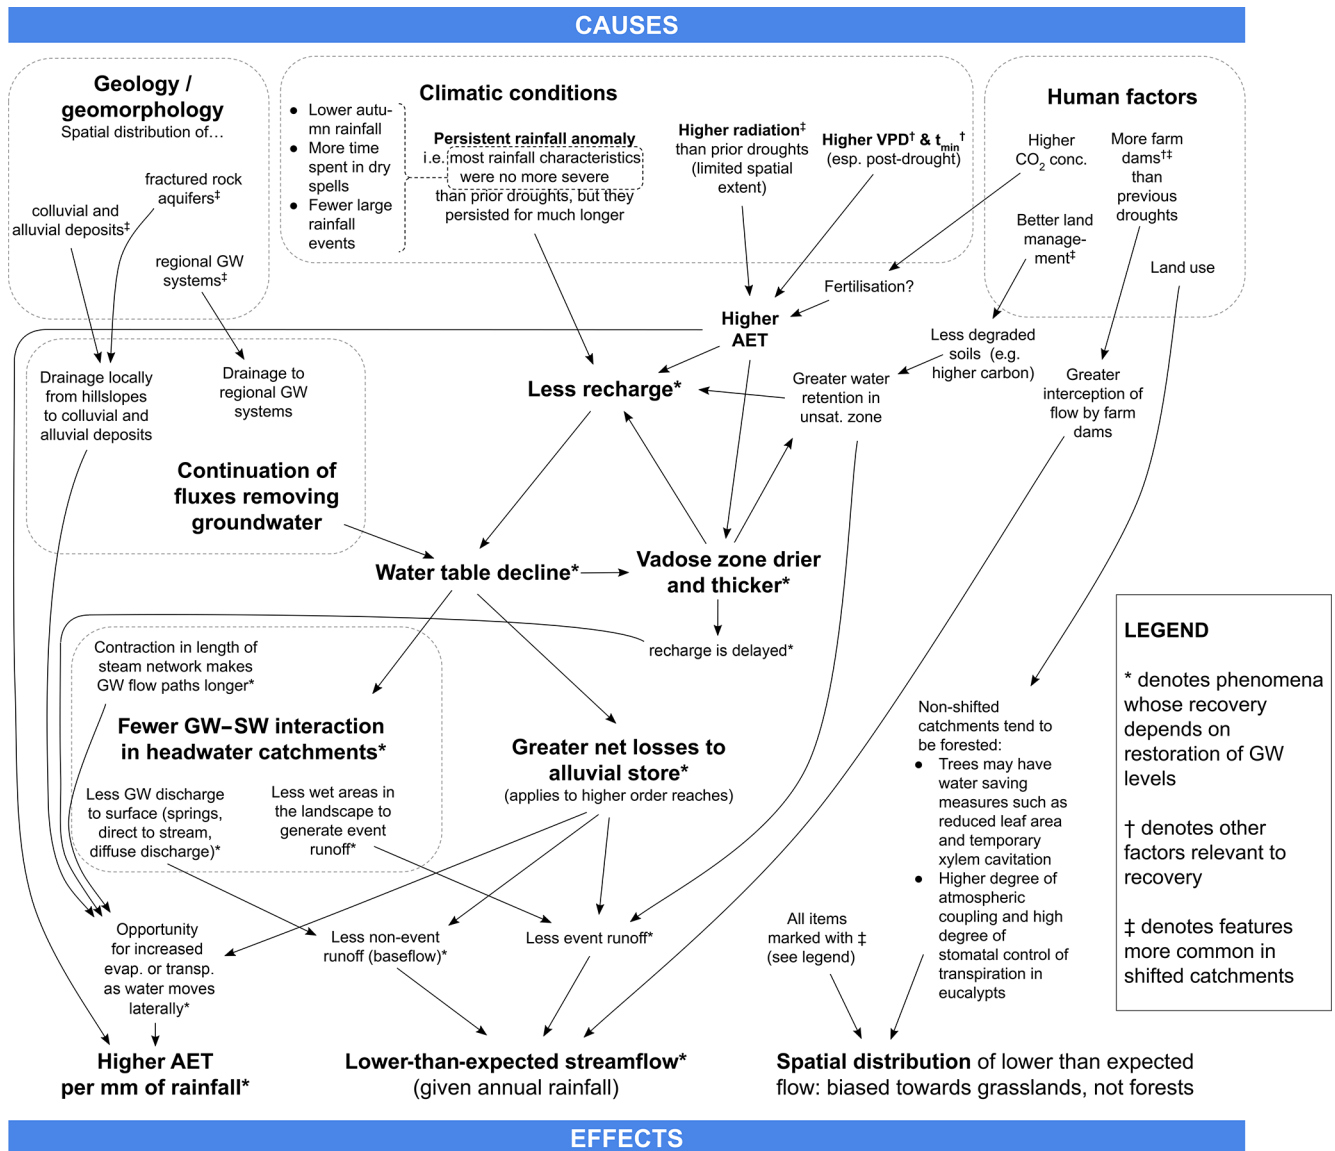 CAUSES
Geology /
geomorphology
Spatial distribution of…
fractured rock
aquifers‡
colluvial and
alluvial deposits‡
regional GW
systems‡
Climatic conditions
● Lower autu-
mn rainfall
● More time
spent in dry
spells
● Fewer large
rainfall
events
Persistent rainfall anomaly
i.e. most rainfall characteristics
were no more severe
than prior droughts, but they
persisted for much longer
Higher radiation‡
than prior droughts
(limited spatial
extent)
Higher VPD† & tmin†
(esp. post-drought)
Human factors
Higher
CO2 conc.
More farm
dams†‡
than
previous
droughts
Better land
manage-
ment‡
Land use
Fertilisation?
Higher
AET
Less degraded
soils (e.g.
higher carbon)
Drainage locally
from hillslopes
to colluvial and
alluvial deposits
Drainage to
regional GW
systems
Less recharge*
Greater water
retention in
unsat. zone
Greater
interception of
flow by farm
dams
Continuation of
fluxes removing
groundwater
Water table decline*
Vadose zone drier
and thicker*
recharge is delayed*
Contraction in length of
steam network makes
GW flow paths longer*
Fewer GW–SW interaction
in headwater catchments*
Less GW discharge
to surface (springs,
direct to stream,
diffuse discharge)*
Less wet areas in
the landscape to
generate event
runoff*
Greater net losses to
alluvial store*
(applies to higher order reaches)
Non-shifted
catchments tend to
be forested:
● Trees may have
water saving
measures such as
reduced leaf area
and temporary
xylem cavitation
● Higher degree of
atmospheric
coupling and high
degree of
stomatal control of
transpiration in
eucalypts
LEGEND
* denotes phenomena
whose recovery
depends on
restoration of GW
levels
† denotes other
factors relevant to
recovery
‡ denotes features
more common in
shifted catchments
Opportunity
for increased
evap. or transp.
as water moves
laterally*
Less non-event
runoff (baseflow)*
Less event runoff*
All items
marked with ‡
(see legend)
Higher AET
per mm of rainfall*
Lower-than-expected streamflow*
(given annual rainfall)
Spatial distribution of lower than expected
flow: biased towards grasslands, not forests
EFFECTS